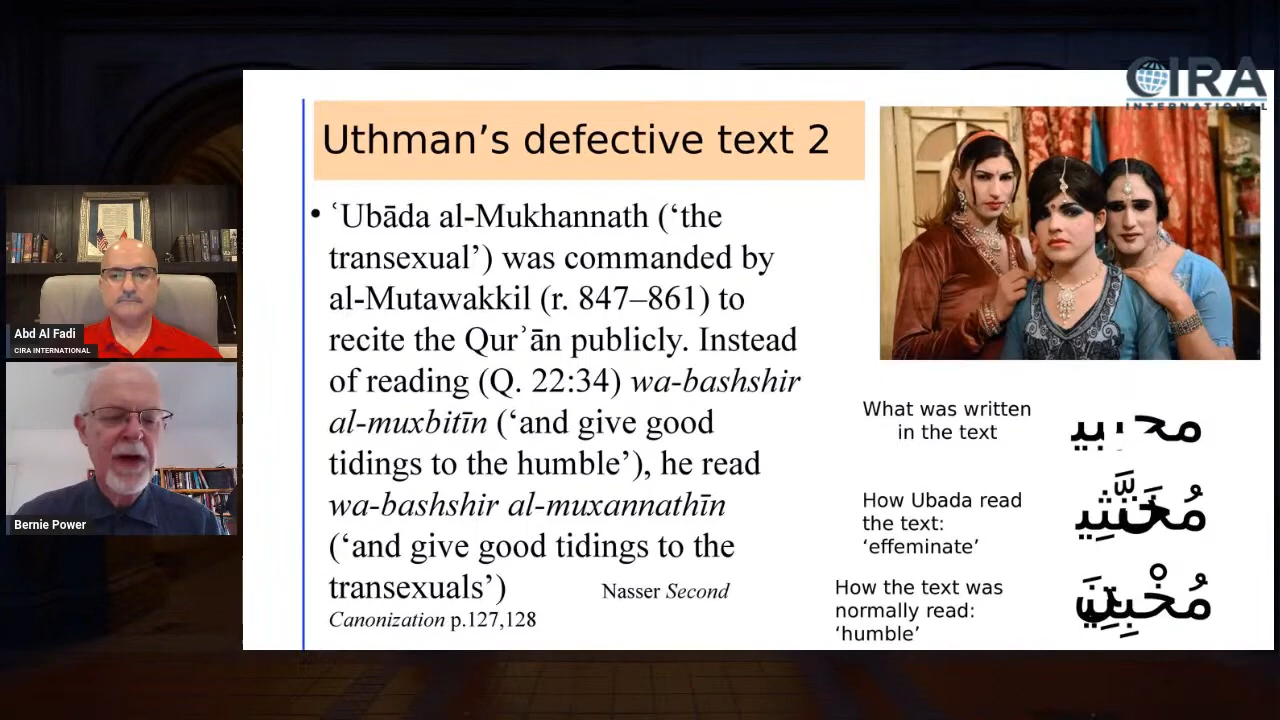 CIRA
INTERNATIONAL
Uthman’s defective text 2
• ʿUbāda al-Mukhannath (‘the
transexual’) was commanded by
al-Mutawakkil (r. 847–861) to
recite the Qurʾān publicly. Instead
of reading (Q. 22:34) wa-bashshir
al-muxbitīn (‘and give good
tidings to the humble’), he read
wa-bashshir al-muxannathīn
(‘and give good tidings to the
transexuals’) Nasser Second
Canonization p.127,128
What was written
in the text
How Ubada read
the text:
‘effeminate’
How the text was
normally read:
‘humble’
Abd Al Fadi
CIRA INTERNATIONAL
Bernie Power